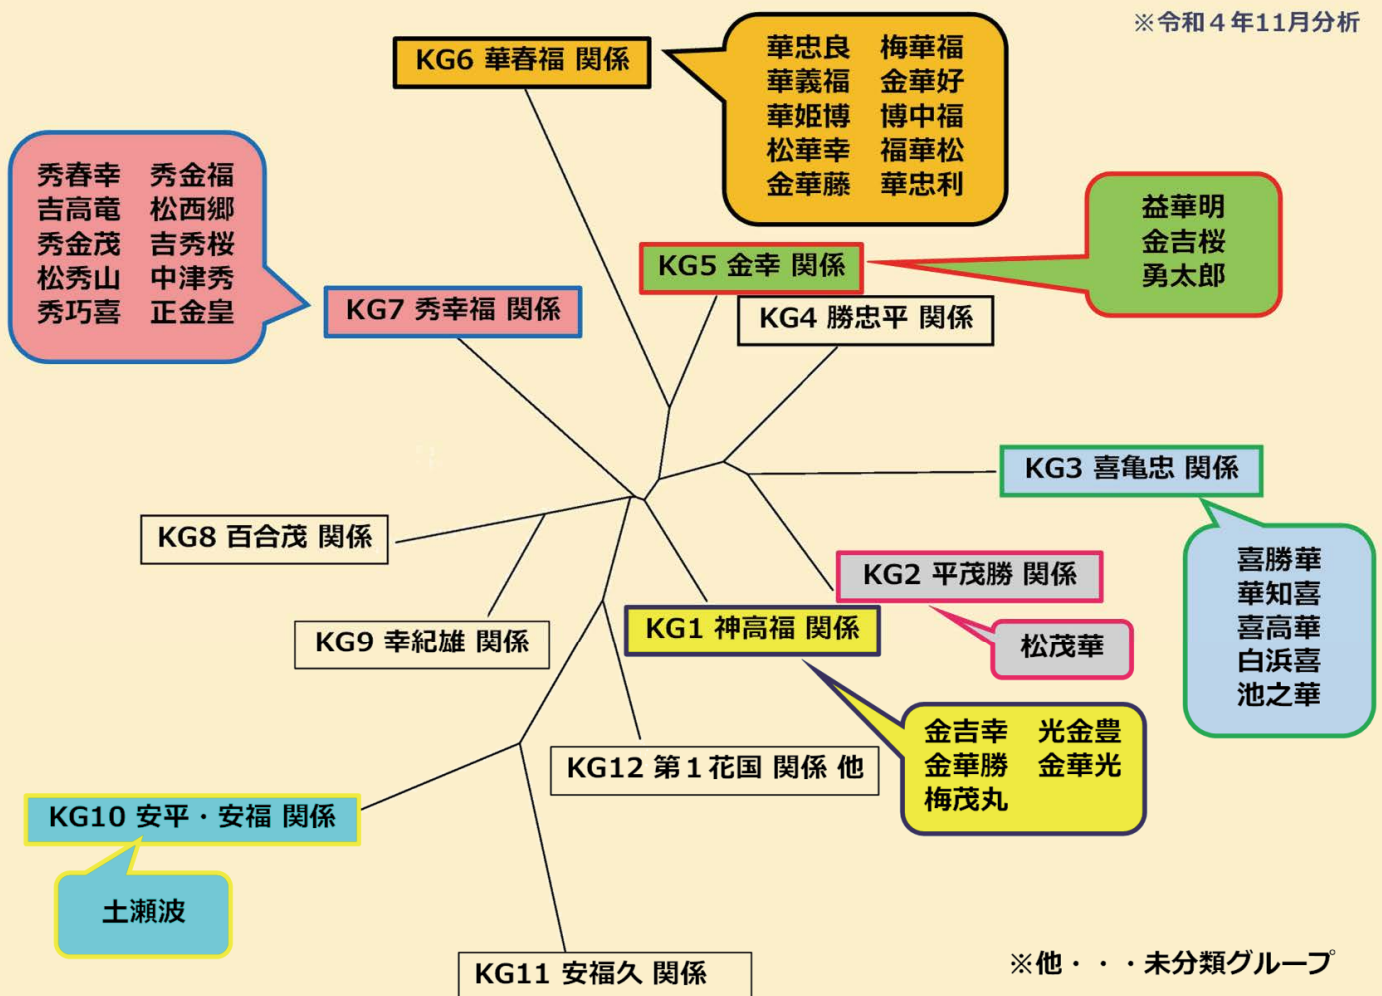 ※令和４年11月分析
KG6 華春福 関係
華忠良　梅華福
華義福　金華好
華姫博　博中福
松華幸　福華松
金華藤　華忠利
秀春幸　秀金福
吉高竜　松西郷
秀金茂　吉秀桜
松秀山　中津秀
秀巧喜　正金皇
KG7 秀幸福 関係
KG5 金幸 関係
益華明
金吉桜
勇太郎
KG4 勝忠平 関係
KG3 喜亀忠 関係
喜勝華
華知喜
喜高華
白浜喜
池之華
KG8 百合茂 関係
KG2 平茂勝 関係
松茂華
KG9 幸紀雄 関係
KG1 神高福 関係
金吉幸　光金豊
金華勝　金華光
梅茂丸
KG12 第１花国 関係 他
KG10 安平・安福 関係
土瀬波
KG11 安福久 関係
※他・・・未分類グループ